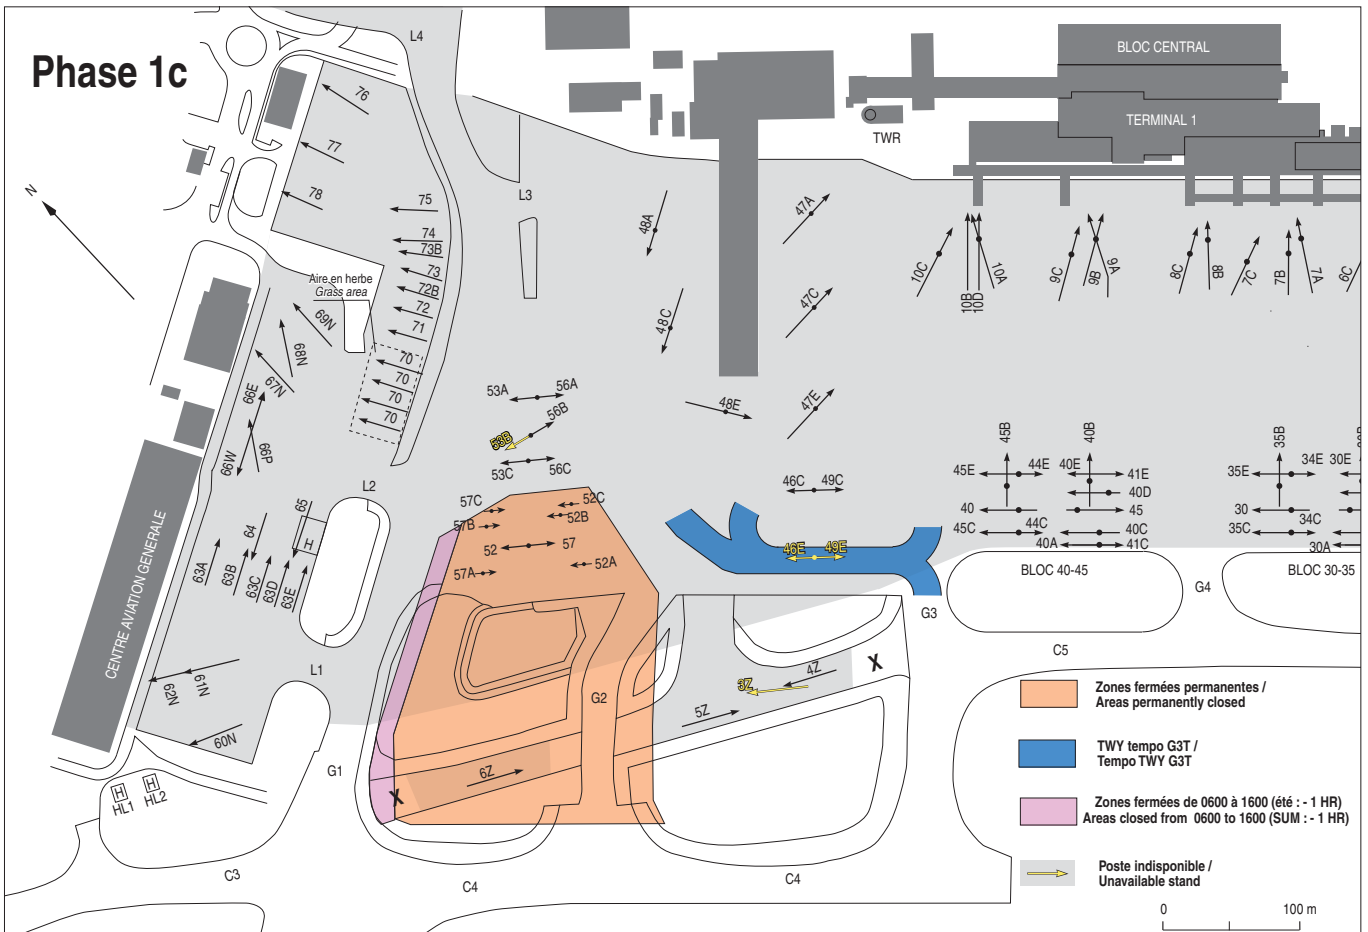 Phase 1c
L4
BLOC CENTRAL
TERMINAL 1
TWR
N
76
77
78
75
74
73B
73
72B
72
71
70
70
70
70
L3
Aire en herbe
Grass area
69N
68N
67N
66E
66P
66W
65
64
H
L2
63A
63B
63C
63D
63E
CENTRE AVIATION GENERALE
62N
61N
60N
L1
HL1
HL2
H
H
48A
48C
48E
47A
47C
47E
10C
10B
10D
10A
9C
9B
9A
8C
8B
7C
7B
7A
6C
53A
56A
56B
53B
53C
56C
57C
52C
57B
52B
52
57
57A
52A
46C
49C
46E
49E
45B
45E
44E
40
45C
44C
40B
40E
41E
40D
45
40C
40A
41C
35B
35E
34E
30
34C
35C
30E
30A
BLOC 40-45
BLOC 30-35
G4
G3
C5
G2
G1
X
X
4Z
3Z
5Z
6Z
C3
C4
C4
Zones fermées permanentes /
Areas permanently closed
TWY tempo G3T /
Tempo TWY G3T
Zones fermées de 0600 à 1600 (été : - 1 HR)
Areas closed from 0600 to 1600 (SUM : - 1 HR)
Poste indisponible /
Unavailable stand
0
100 m